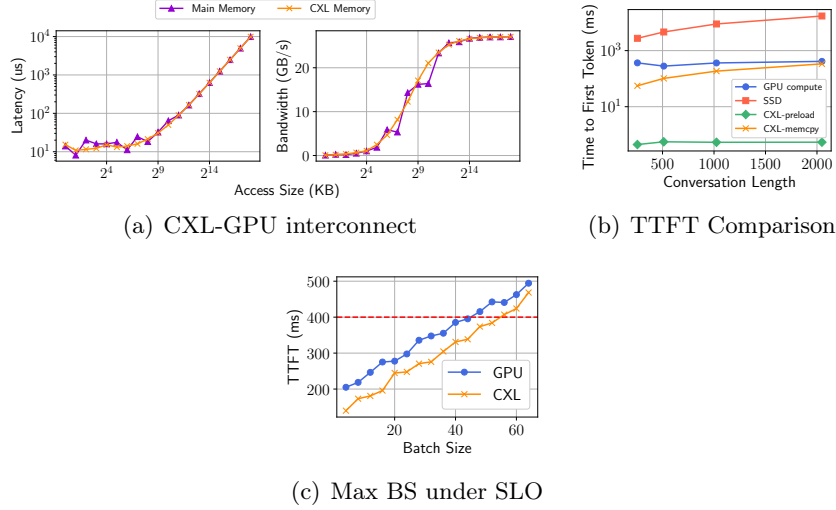 Main Memory
CXL Memory
Latency (us)
10^4
10^3
10^2
10^1
2^4
2^9
2^14
Bandwidth (GB/s)
20
10
0
2^4
2^9
2^14
Access Size (KB)
(a) CXL-GPU interconnect
Time to First Token (ms)
10^3
10^1
GPU compute
SSD
CXL-preload
CXL-memcpy
500
1000
1500
2000
Conversation Length
(b) TTFT Comparison
TTFT (ms)
500
400
300
200
GPU
CXL
20
40
60
Batch Size
(c) Max BS under SLO